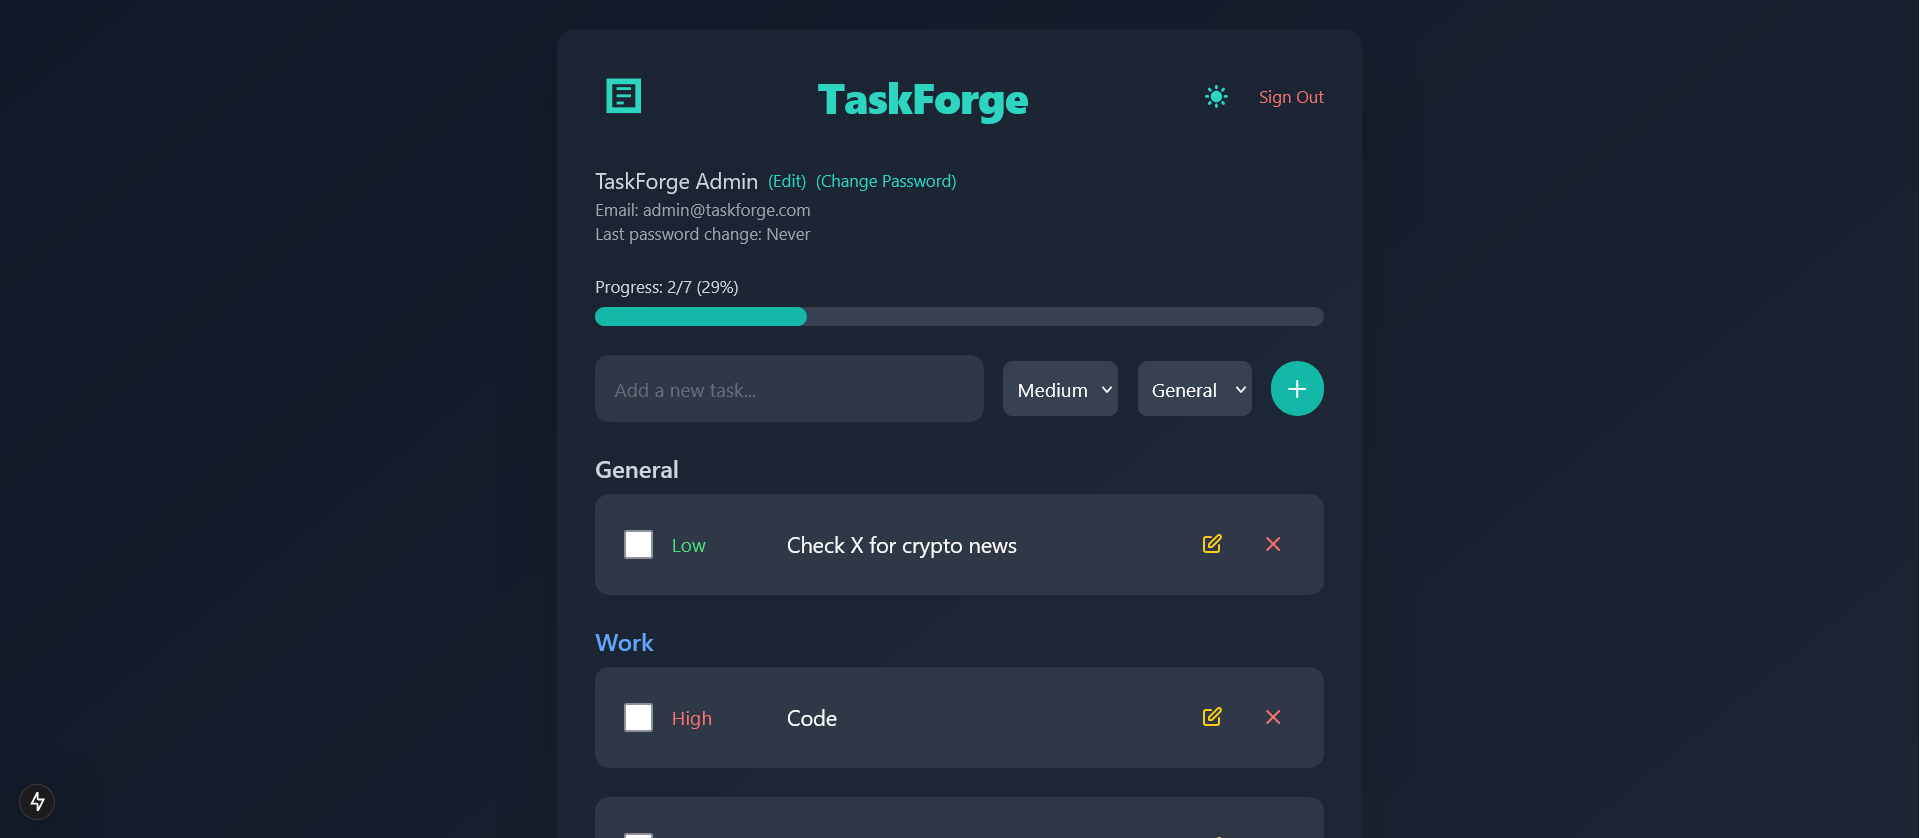 TaskForge
Sign Out
TaskForge Admin (Edit) (Change Password)
Email: admin@taskforge.com
Last password change: Never
Progress: 2/7 (29%)
Add a new task... Medium General
General
Low Check X for crypto news
Work
High Code